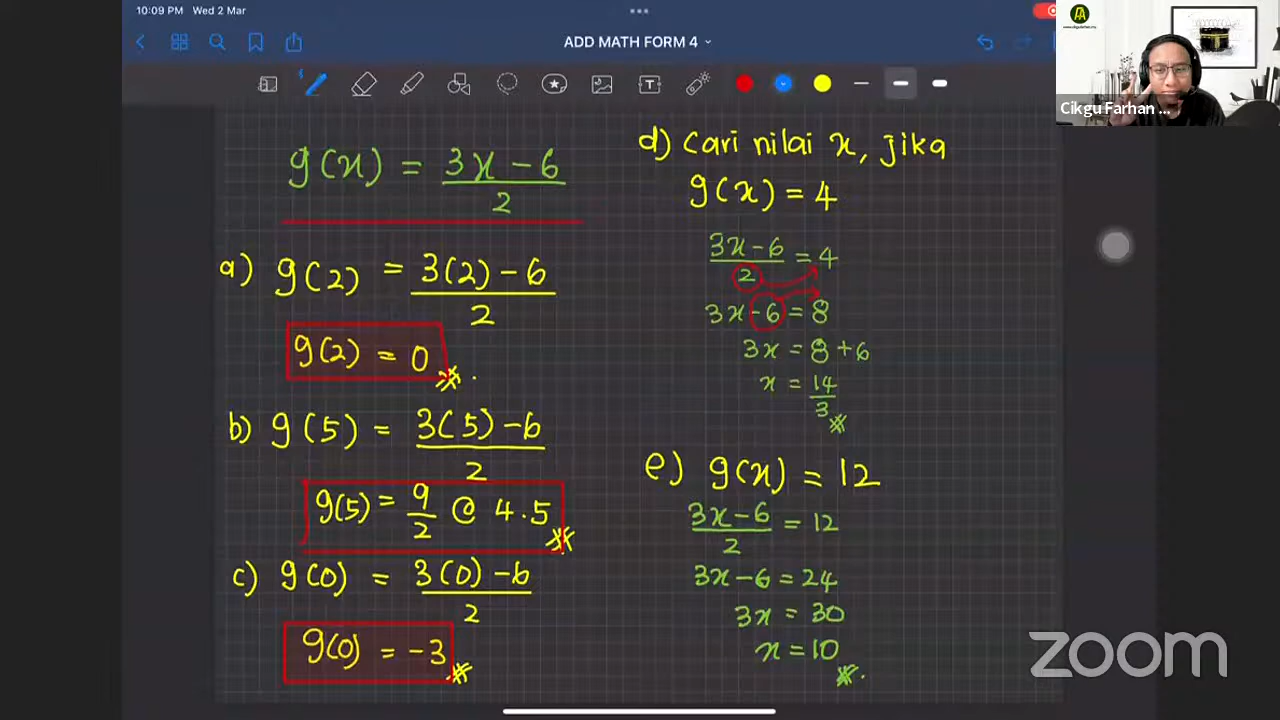 10:09 PM Wed 2 Mar
ADD MATH FORM 4
Cikgu Farhan ...
g(x) = 3x - 6 / 2
a) g(2) = 3(2) - 6 / 2
g(2) = 0
b) g(5) = 3(5) - 6 / 2
g(5) = 9/2 @ 4.5
c) g(0) = 3(0) - 6 / 2
g(0) = -3
d) Cari nilai x, jika
g(x) = 4
3x - 6 / 2 = 4
3x - 6 = 8
3x = 8 + 6
x = 14/3
e) g(x) = 12
3x - 6 / 2 = 12
3x - 6 = 24
3x = 30
x = 10
zoom